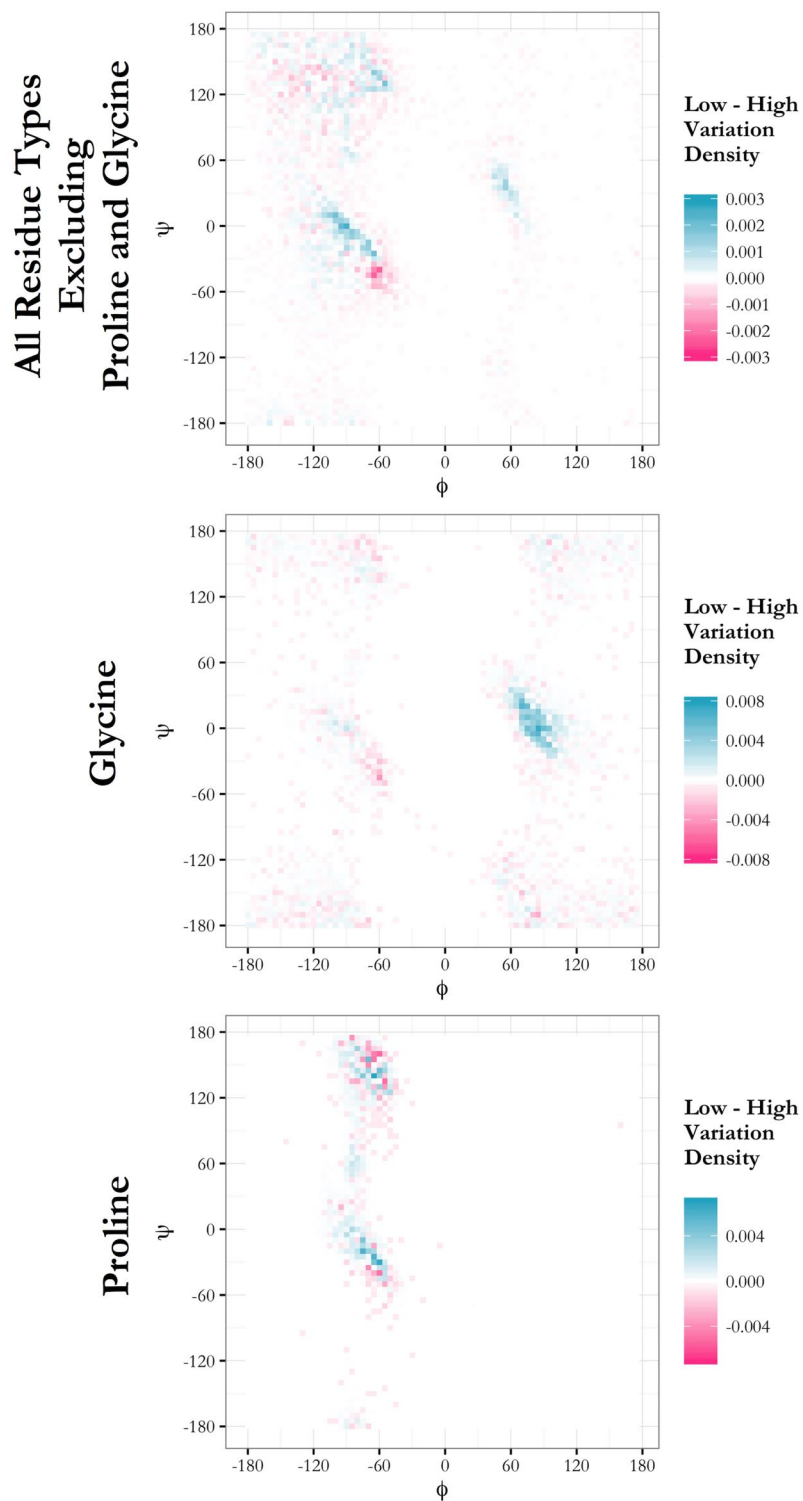 All Residue Types
Excluding
Proline and Glycine
180
120
60
0
-60
-120
-180
ψ
-180 -120 -60 0 60 120 180
ϕ
Low - High
Variation
Density
0.003
0.002
0.001
0.000
-0.001
-0.002
-0.003
Glycine
180
120
60
0
-60
-120
-180
ψ
-180 -120 -60 0 60 120 180
ϕ
Low - High
Variation
Density
0.008
0.004
0.000
-0.004
-0.008
Proline
180
120
60
0
-60
-120
-180
ψ
-180 -120 -60 0 60 120 180
ϕ
Low - High
Variation
Density
0.004
0.000
-0.004